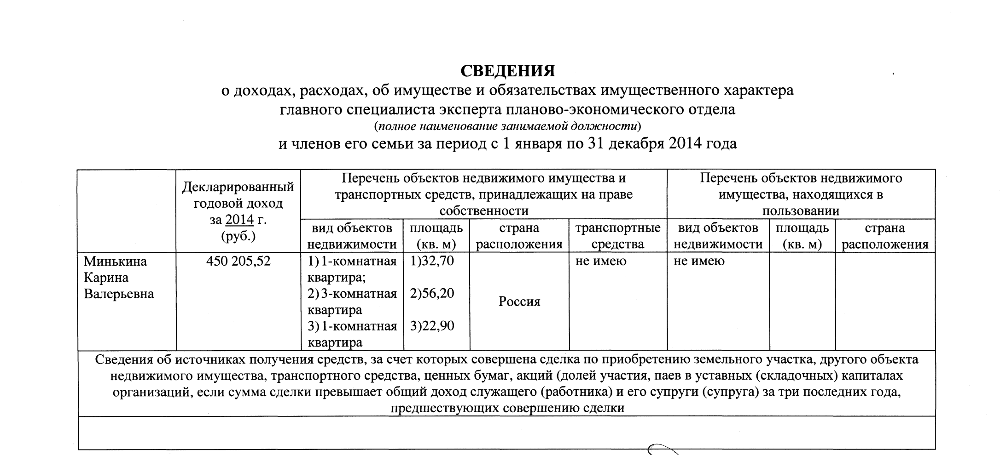 СВЕДЕНИЯ
о доходах, расходах, об имуществе и обязательствах имущественного характера
главного специалиста эксперта планово-экономического отдела
(полное наименование занимаемой должности)
и членов его семьи за период с 1 января по 31 декабря 2014 года
Декларированный
годовой доход
за 2014 г.
(руб.)
Перечень объектов недвижимого имущества и
транспортных средств, принадлежащих на праве
собственности
Перечень объектов недвижимого
имущества, находящихся в
пользовании
вид объектов
недвижимости
площадь
(кв. м)
страна
расположения
транспортные
средства
вид объектов
недвижимости
площадь
(кв. м)
страна
расположения
Минькина
Карина
Валерьевна
450 205,52
1) 1-комнатная
квартира;
2) 3-комнатная
квартира
3) 1-комнатная
квартира
1)32,70
2)56,20
3)22,90
Россия
не имею
не имею
Сведения об источниках получения средств, за счет которых совершена сделка по приобретению земельного участка, другого объекта
недвижимого имущества, транспортного средства, ценных бумаг, акций (долей участия, паев в уставных (складочных) капиталах
организаций, если сумма сделки превышает общий доход служащего (работника) и его супруги (супруга) за три последних года,
предшествующих совершению сделки